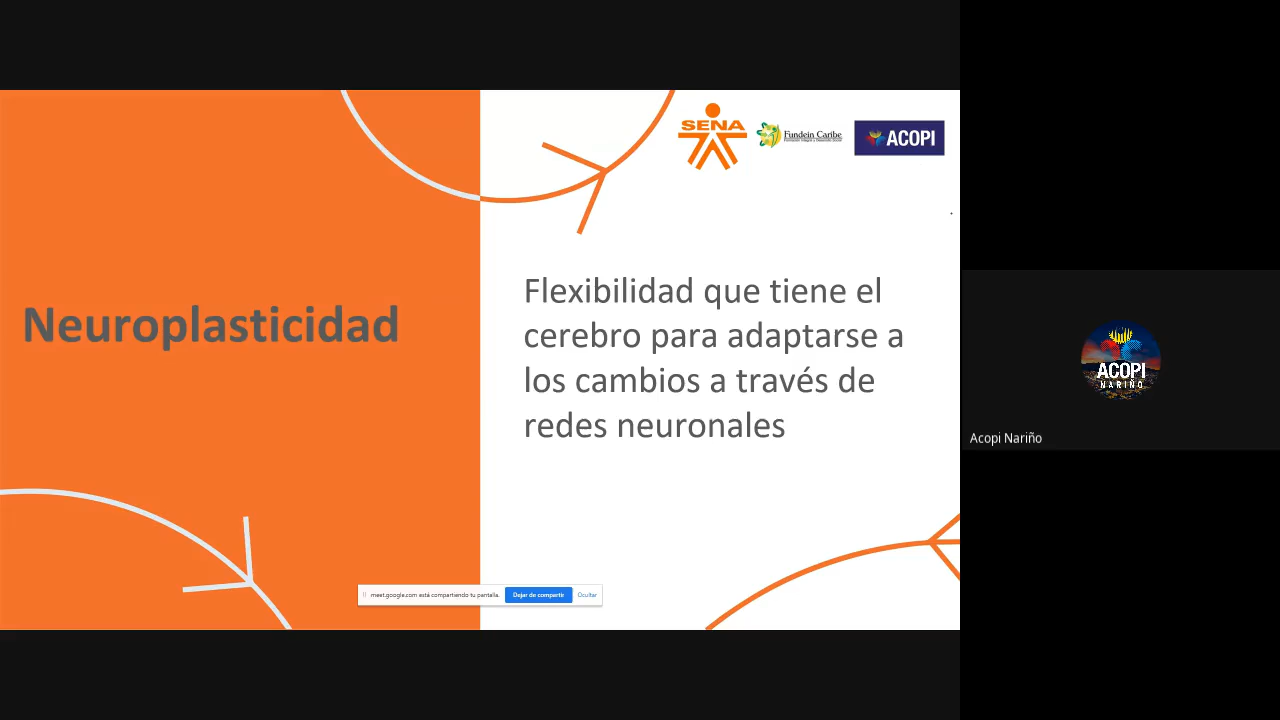 SENA
Fundein Caribe
ACOPI
Neuroplasticidad
Flexibilidad que tiene el
cerebro para adaptarse a
los cambios a través de
redes neuronales
meet.google.com está compartiendo tu pantalla.
Dejar de compartir
Ocultar
ACOPI
NARIÑO
Acopi Nariño